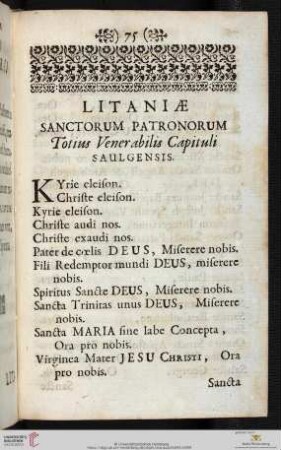 75
LITANIÆ
SANCTORUM PATRONORUM
Totius Venerabilis Capituli
SAULGENSIS.
KYrie eleison.
Christe eleison.
Kyrie eleison.
Christe audi nos.
Christe exaudi nos.
Pater de cœlis DEUS, Miserere nobis.
Fili Redemptor mundi DEUS, miserere
nobis.
Spiritus Sancte DEUS, Miserere nobis.
Sancta Trinitas unus DEUS, Miserere
nobis.
Sancta MARIA sine labe Concepta,
Ora pro nobis.
Virginea Mater JESU CHRISTI, Ora
pro nobis.
Sancta